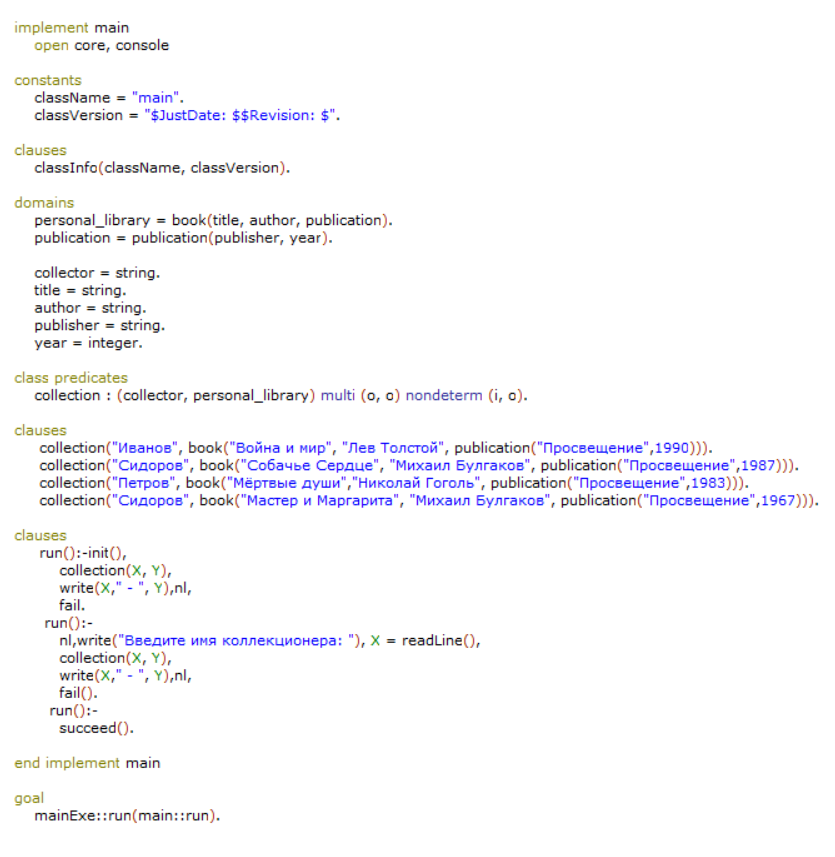 implement main
open core, console
constants
className = "main".
classVersion = "$JustDate: $$Revision: $".
clauses
classInfo(className, classVersion).
domains
personal_library = book(title, author, publication).
publication = publication(publisher, year).
collector = string.
title = string.
author = string.
publisher = string.
year = integer.
class predicates
collection : (collector, personal_library) multi (o, o) nondeterm (i, o).
clauses
collection("Иванов", book("Война и мир", "Лев Толстой", publication("Просвещение",1990))).
collection("Сидоров", book("Собачье Сердце", "Михаил Булгаков", publication("Просвещение",1987))).
collection("Петров", book("Мёртвые души","Николай Гоголь", publication("Просвещение",1983))).
collection("Сидоров", book("Мастер и Маргарита", "Михаил Булгаков", publication("Просвещение",1967))).
clauses
run():-init(),
collection(X, Y),
write(X," - ", Y),nl,
fail.
run():-
nl,write("Введите имя коллекционера: "), X = readLine(),
collection(X, Y),
write(X," - ", Y),nl,
fail().
run():-
succeed().
end implement main
goal
mainExe::run(main::run).